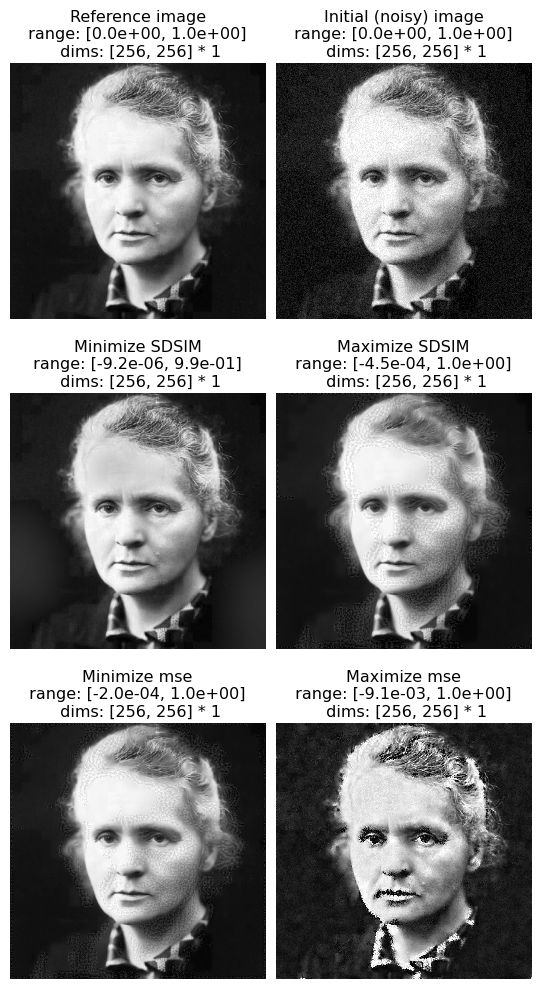 Reference image
range: [0.0e+00, 1.0e+00]
dims: [256, 256] * 1
Initial (noisy) image
range: [0.0e+00, 1.0e+00]
dims: [256, 256] * 1
Minimize SDSIM
range: [-9.2e-06, 9.9e-01]
dims: [256, 256] * 1
Maximize SDSIM
range: [-4.5e-04, 1.0e+00]
dims: [256, 256] * 1
Minimize mse
range: [-2.0e-04, 1.0e+00]
dims: [256, 256] * 1
Maximize mse
range: [-9.1e-03, 1.0e+00]
dims: [256, 256] * 1